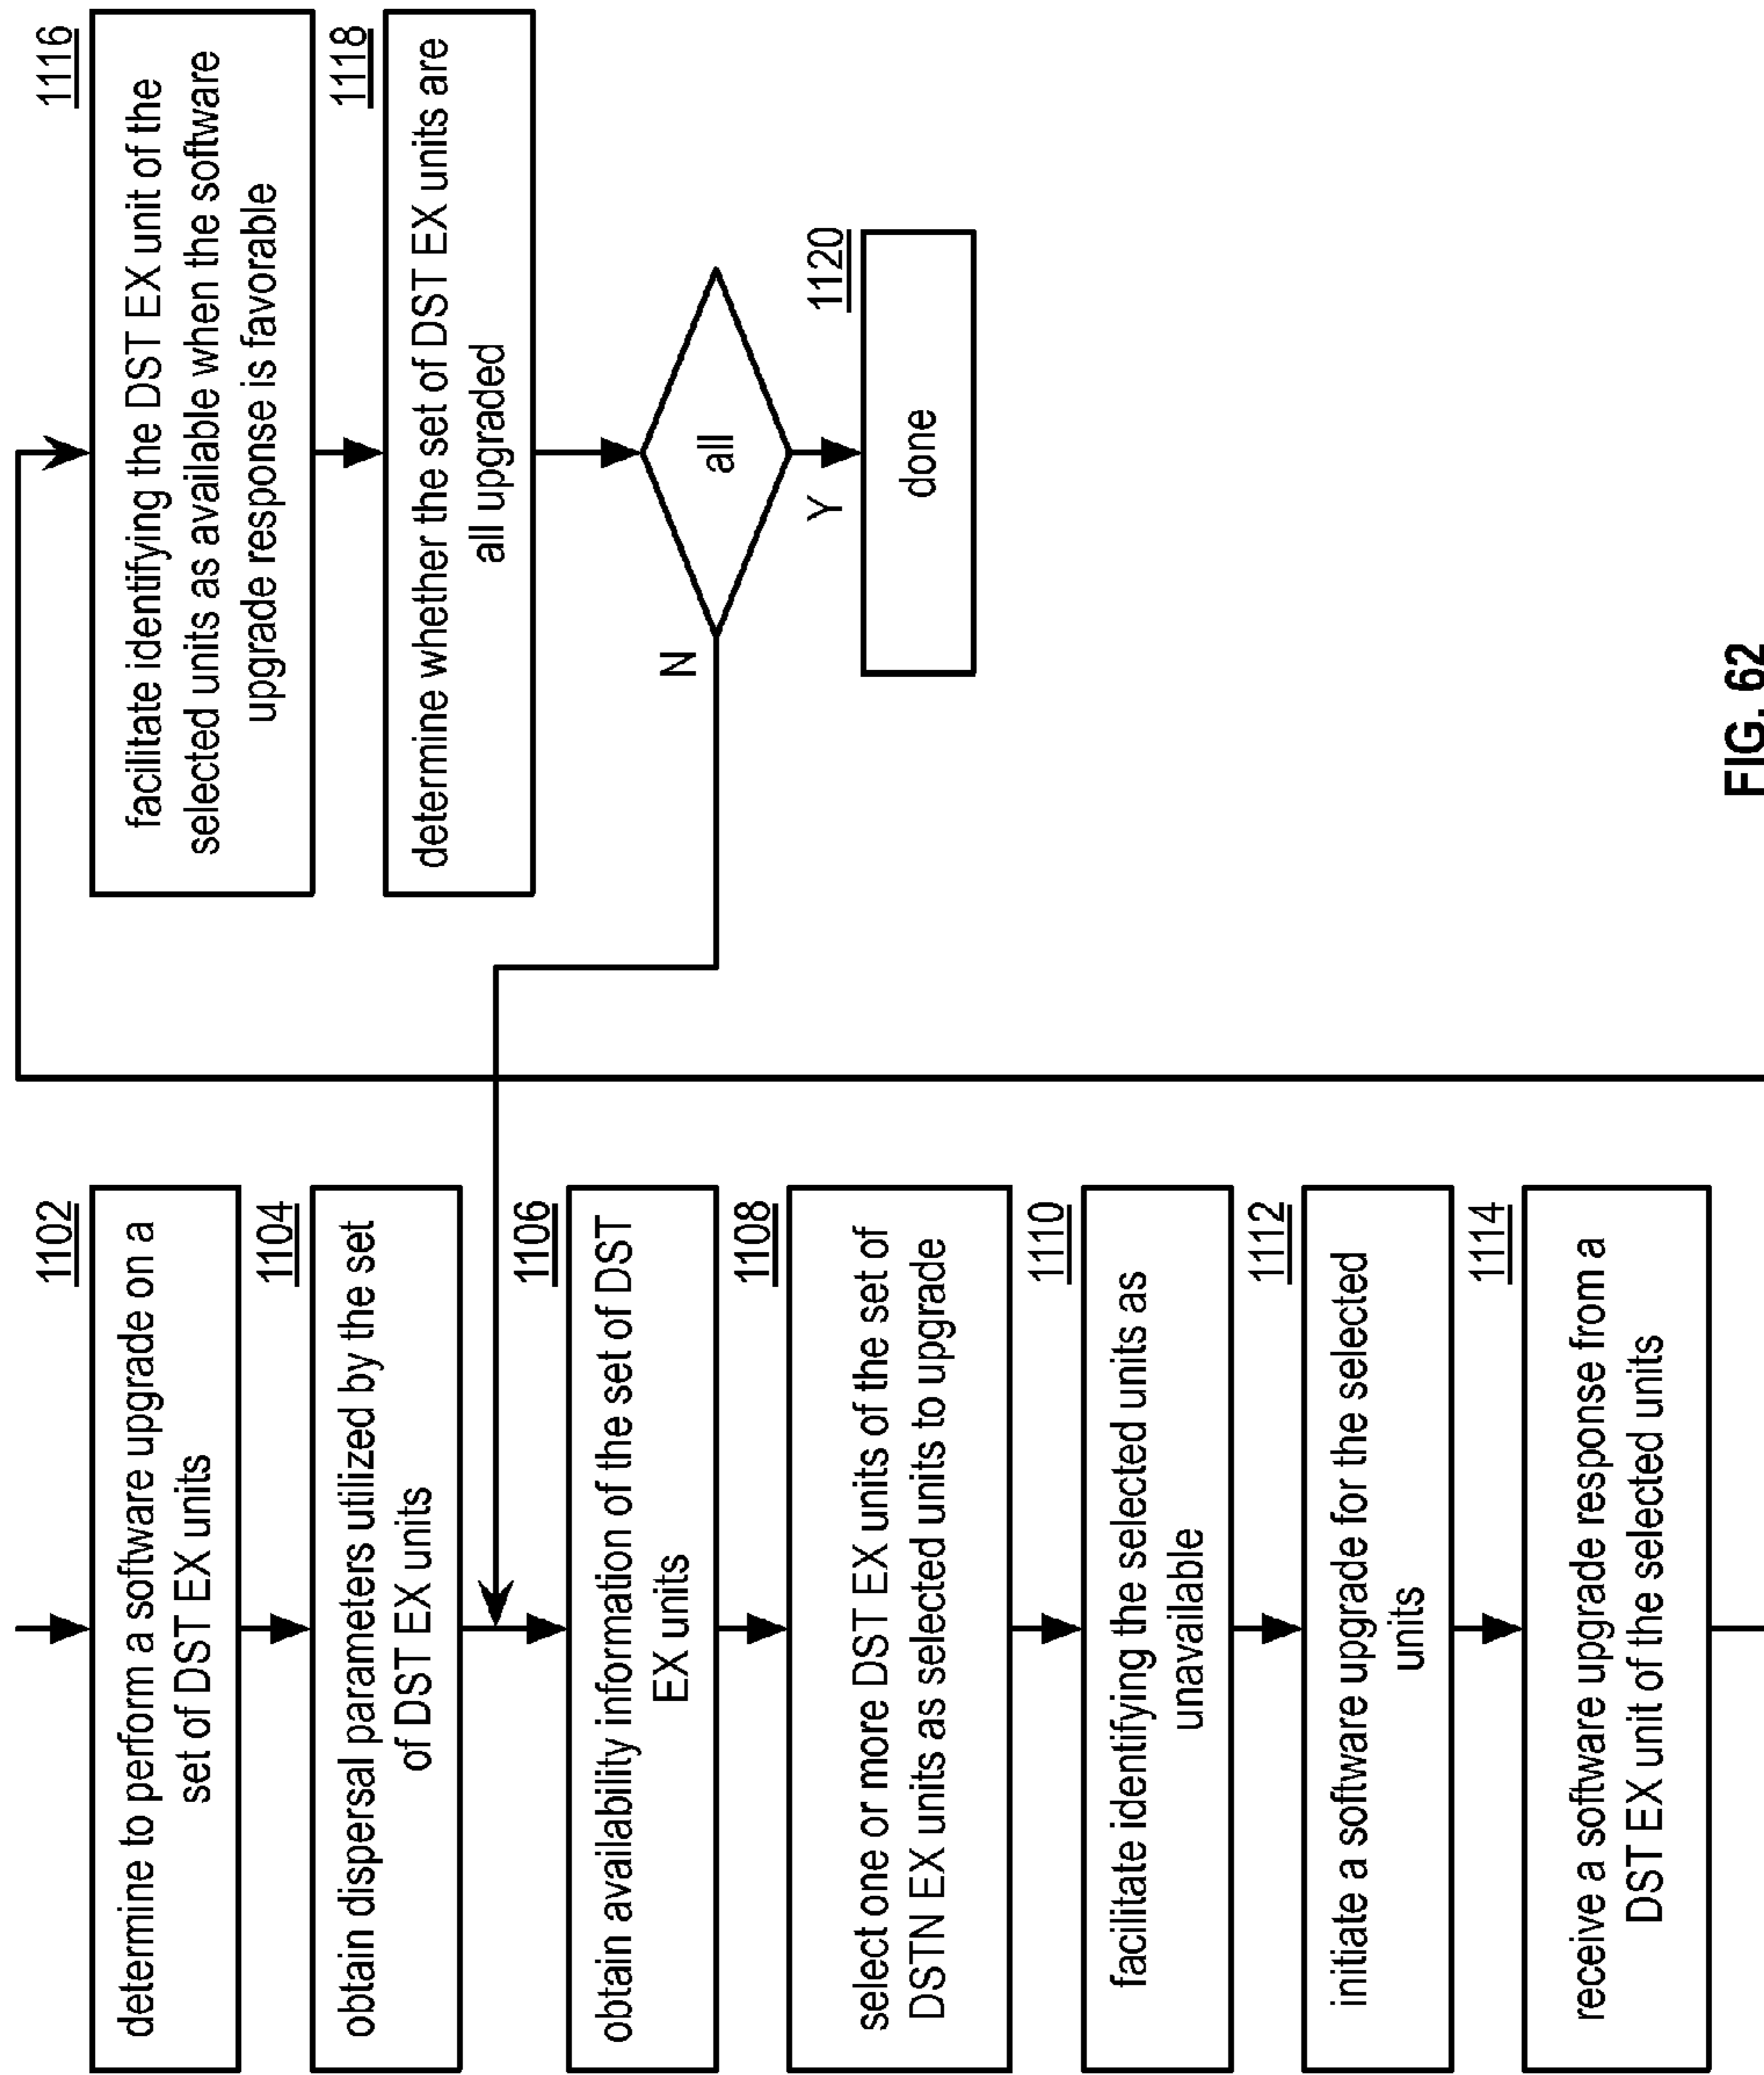 1102
determine to perform a software upgrade on a
set of DST EX units
1104
obtain dispersal parameters utilized by the set
of DST EX units
1106
obtain availability information of the set of DST
EX units
1108
select one or more DST EX units of the set of
DSTN EX units as selected units to upgrade
1110
facilitate identifying the selected units as
unavailable
1112
initiate a software upgrade for the selected
units
1114
receive a software upgrade response from a
DST EX unit of the selected units
1116
facilitate identifying the DST EX unit of the
selected units as available when the software
upgrade response is favorable
1118
determine whether the set of DST EX units are
all upgraded
all
N
Y
1120
done
FIG. 62